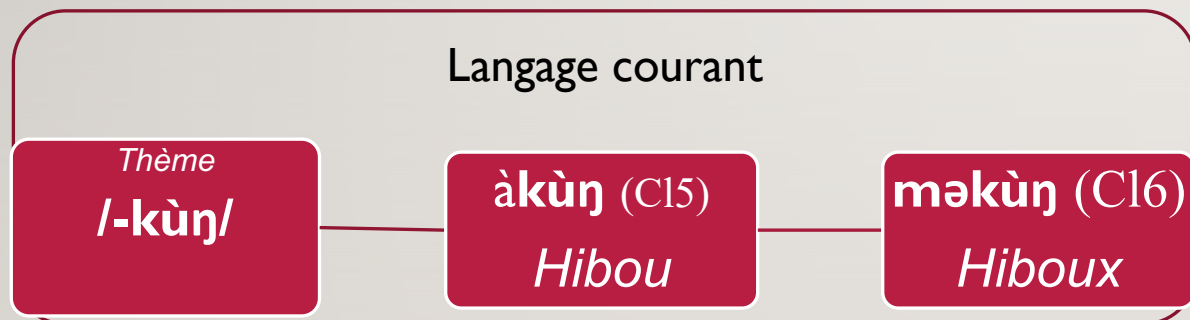 Langage courant
Thème
/-kùŋ/
àkùŋ (Cl5)
Hibou
məkùŋ (Cl6)
Hiboux